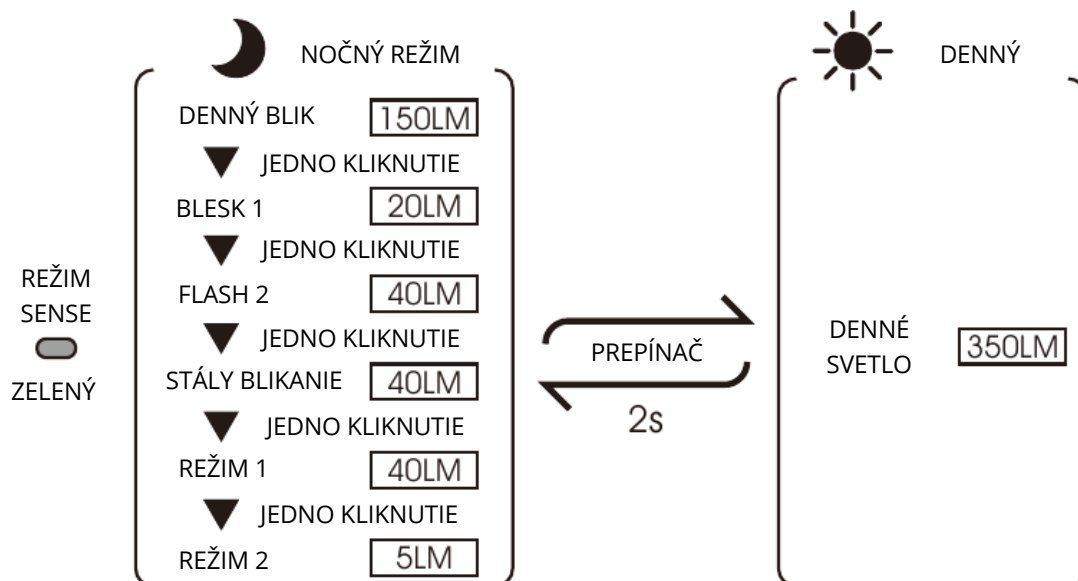 NOČNÝ REŽIM
DENNÝ BLIK 150LM
JEDNO KLIKNUTIE
BLESK 1 20LM
JEDNO KLIKNUTIE
FLASH 2 40LM
JEDNO KLIKNUTIE
STÁLY BLIKANIE 40LM
JEDNO KLIKNUTIE
REŽIM 1 40LM
JEDNO KLIKNUTIE
REŽIM 2 5LM
REŽIM
SENSE
ZELENÝ
PREPÍNAČ
2s
DENNÝ
DENNÉ
SVETLO
350LM